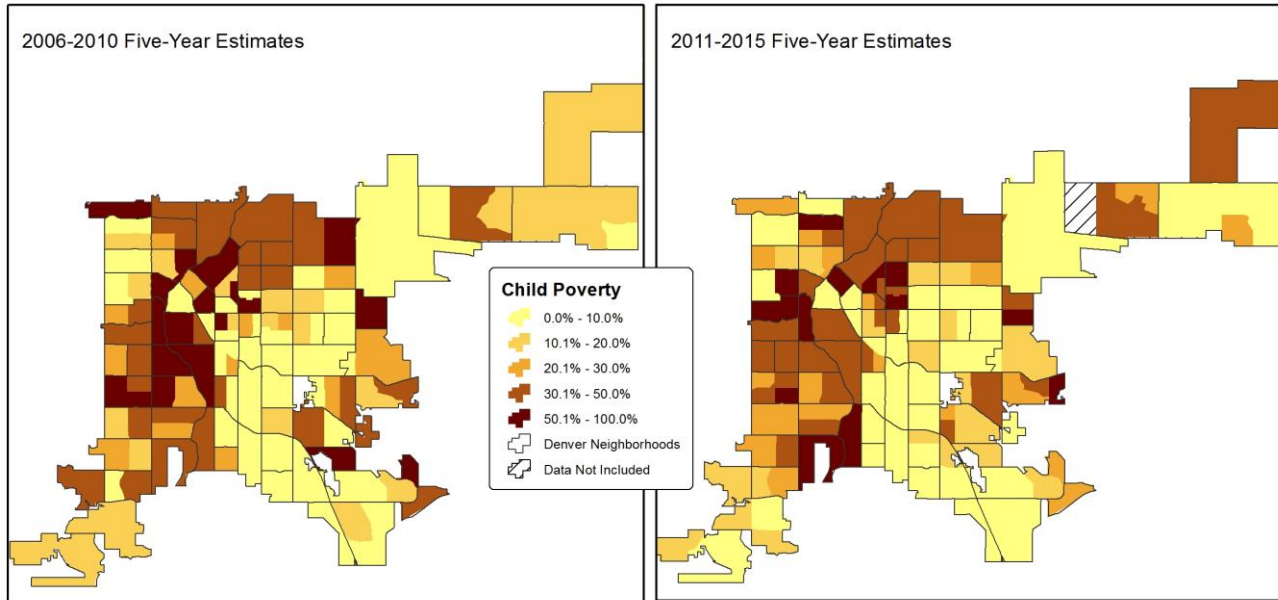 2006-2010 Five-Year Estimates
2011-2015 Five-Year Estimates
Child Poverty
0.0% - 10.0%
10.1% - 20.0%
20.1% - 30.0%
30.1% - 50.0%
50.1% - 100.0%
Denver Neighborhoods
Data Not Included